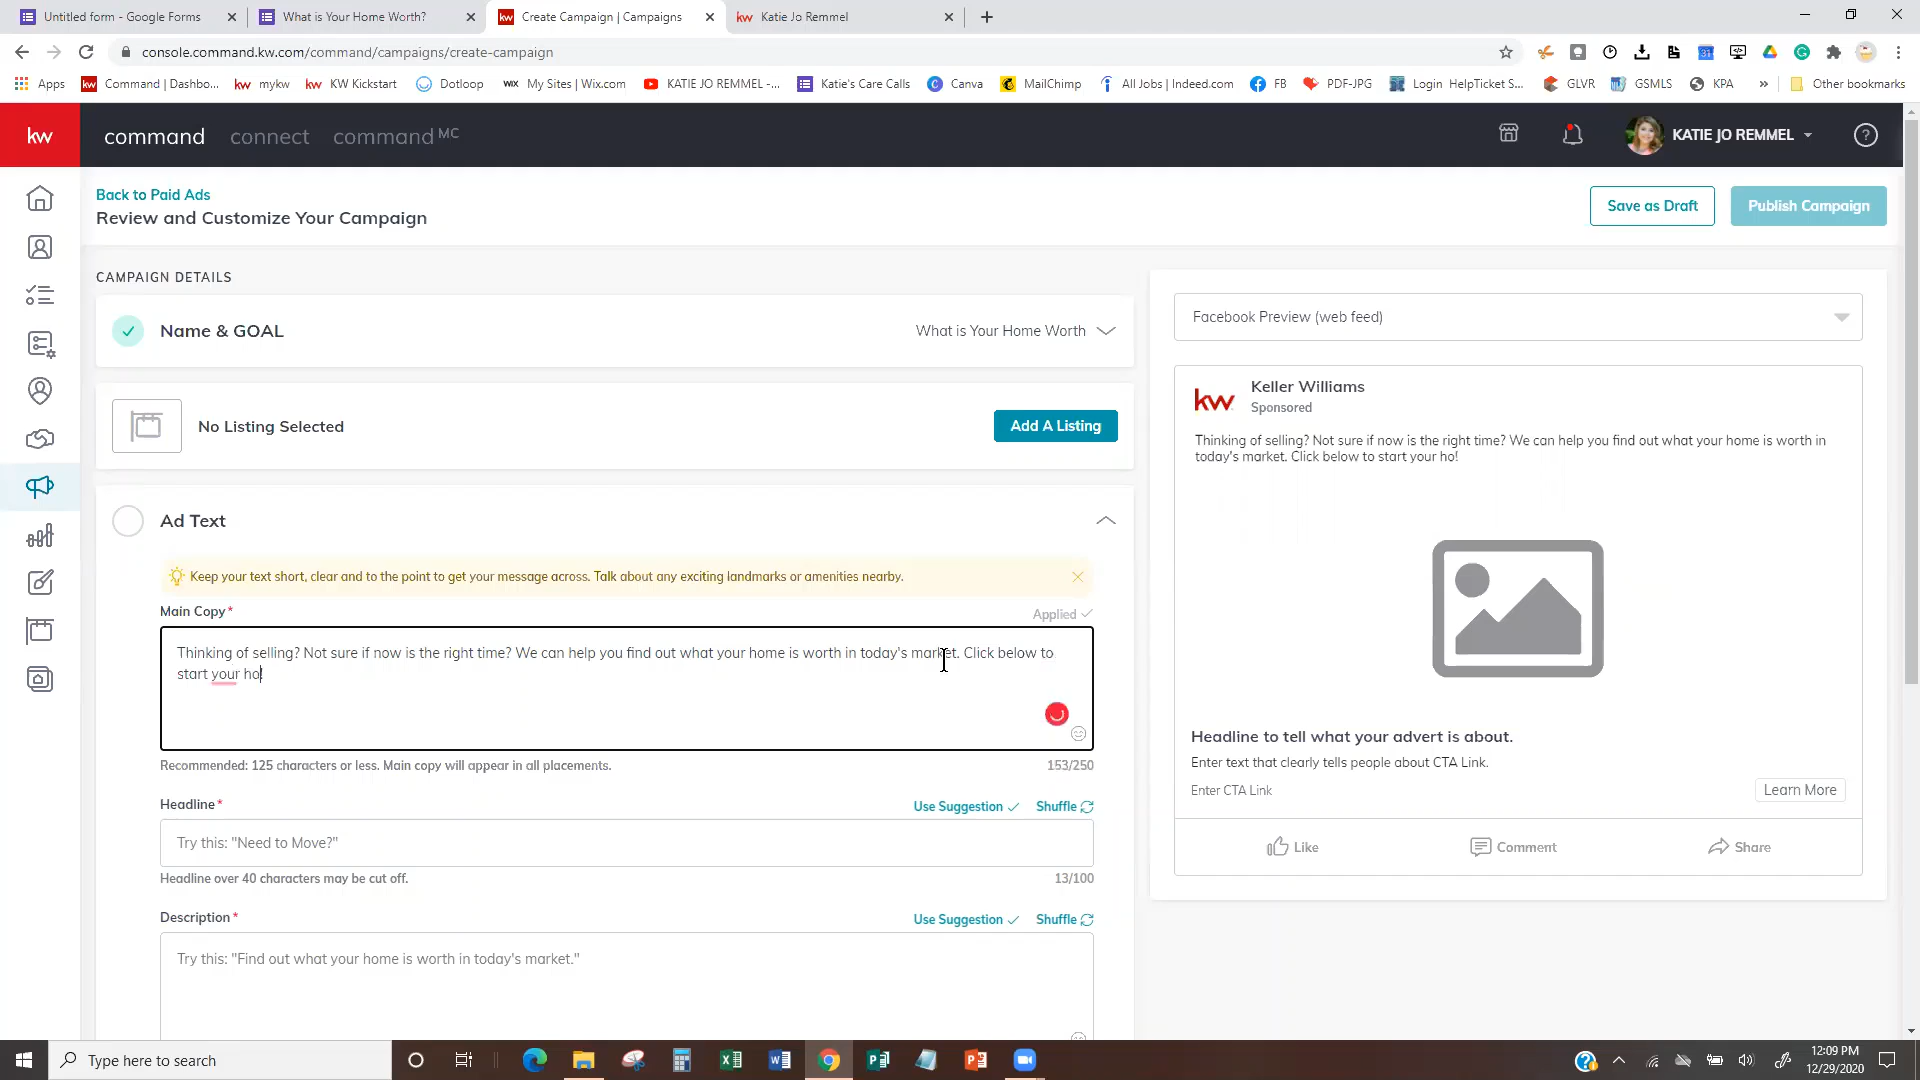 Untitled form - Google Forms
What is Your Home Worth?
kw Create Campaign | Campaigns
kw Katie Jo Remmel
console.command.kw.com/command/campaigns/create-campaign
Apps
kw Command | Dashbo...
kw mykw
kw KW Kickstart
Dotloop
WIX My Sites | Wix.com
KATIE JO REMMEL -...
Katie's Care Calls
Canva
MailChimp
All Jobs | Indeed.com
FB
PDF-JPG
Login HelpTicket S...
GLVR
GSMLS
KPA
»
Other bookmarks
kw
command connect command MC
KATIE JO REMMEL
?
Back to Paid Ads
Review and Customize Your Campaign
Save as Draft
Publish Campaign
CAMPAIGN DETAILS
Name & GOAL
What is Your Home Worth
No Listing Selected
Add A Listing
Ad Text
Keep your text short, clear and to the point to get your message across. Talk about any exciting landmarks or amenities nearby.
Main Copy*
Applied
Thinking of selling? Not sure if now is the right time? We can help you find out what your home is worth in today's market. Click below to
start your ho!
Recommended: 125 characters or less. Main copy will appear in all placements.
153/250
Headline*
Use Suggestion
Shuffle
Try this: "Need to Move?"
Headline over 40 characters may be cut off.
13/100
Description*
Use Suggestion
Shuffle
Try this: "Find out what your home is worth in today's market."
Facebook Preview (web feed)
kw
Keller Williams
Sponsored
Thinking of selling? Not sure if now is the right time? We can help you find out what your home is worth in
today's market. Click below to start your ho!
Headline to tell what your advert is about.
Enter text that clearly tells people about CTA Link.
Enter CTA Link
Learn More
Like
Comment
Share
Type here to search
12:09 PM
12/29/2020